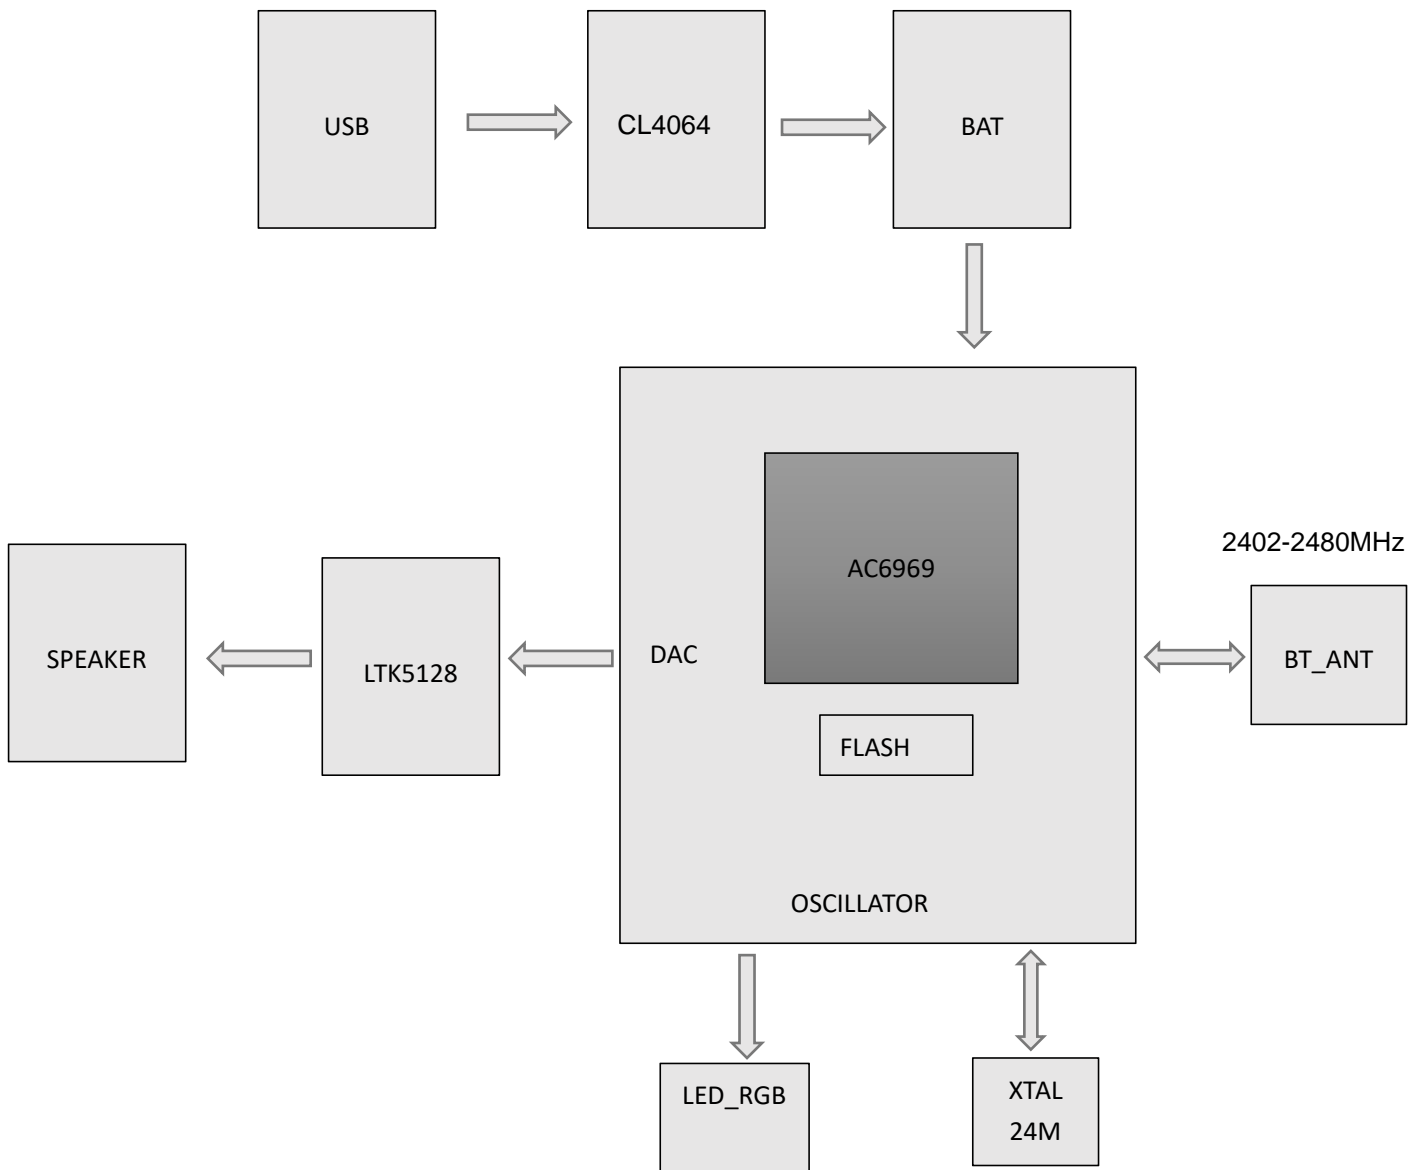 USB
CL4064
BAT
AC6969
2402-2480MHz
SPEAKER
LTK5128
DAC
BT_ANT
FLASH
OSCILLATOR
LED_RGB
XTAL
24M